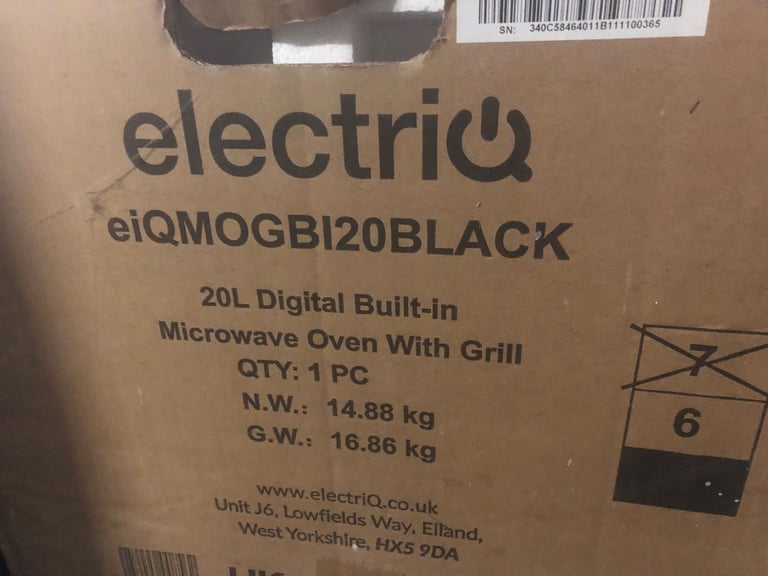 SN: 340C58464011B111100365
electriQ
eiQMOGBI20BLACK
20L Digital Built-in
Microwave Oven With Grill
QTY: 1 PC
N.W.: 14.88 kg
G.W.: 16.86 kg
7
6
www.electriQ.co.uk
Unit J6, Lowfields Way, Elland,
West Yorkshire, HX5 9DA